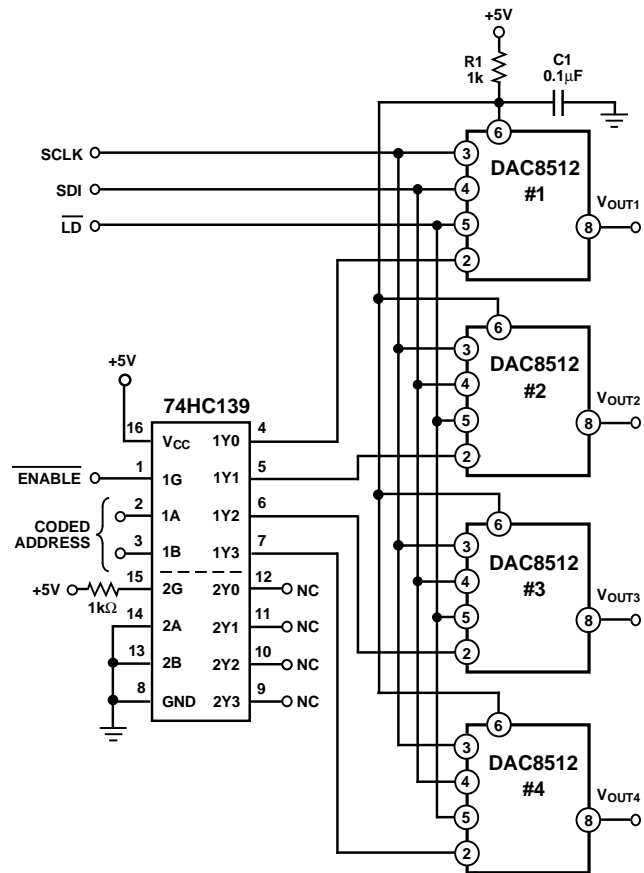 +5V
R1
1k
C1
0.1μF
6
SCLK
3
DAC8512
#1
SDI
4
VOUT1
LD
5
8
2
6
3
DAC8512
#2
4
VOUT2
5
8
2
+5V
74HC139
16
VCC
1Y0
4
ENABLE
1
1G
1Y1
5
2
1A
1Y2
6
CODED
ADDRESS
3
1B
1Y3
7
+5V
1kΩ
15
2G
2Y0
12
NC
14
2A
2Y1
11
NC
13
2B
2Y2
10
NC
8
GND
2Y3
9
NC
6
3
DAC8512
#3
4
VOUT3
5
8
2
6
3
DAC8512
#4
4
VOUT4
5
8
2